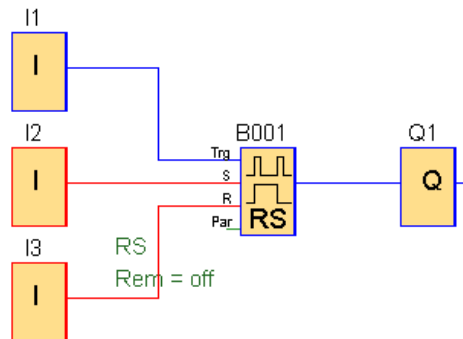 I1
I
I2
I
I3
I
B001
Trg
S
R
Par
RS
RS
Rem = off
Q1
Q